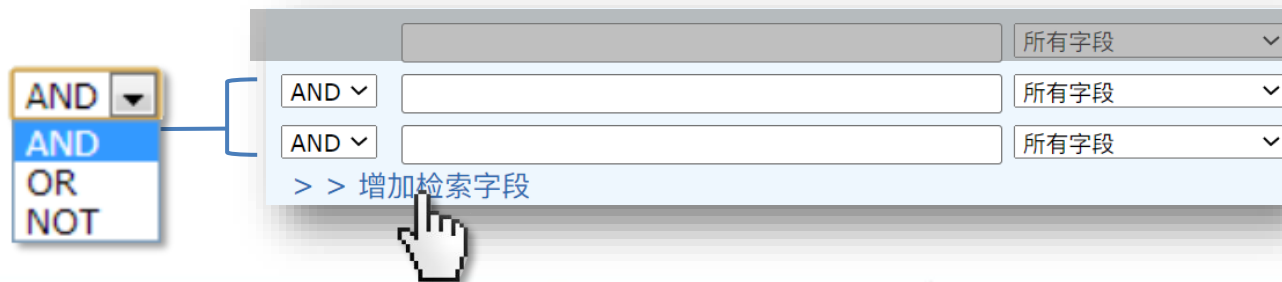 所有字段
AND
AND
OR
NOT
AND 所有字段
AND 所有字段
> > 增加检索字段